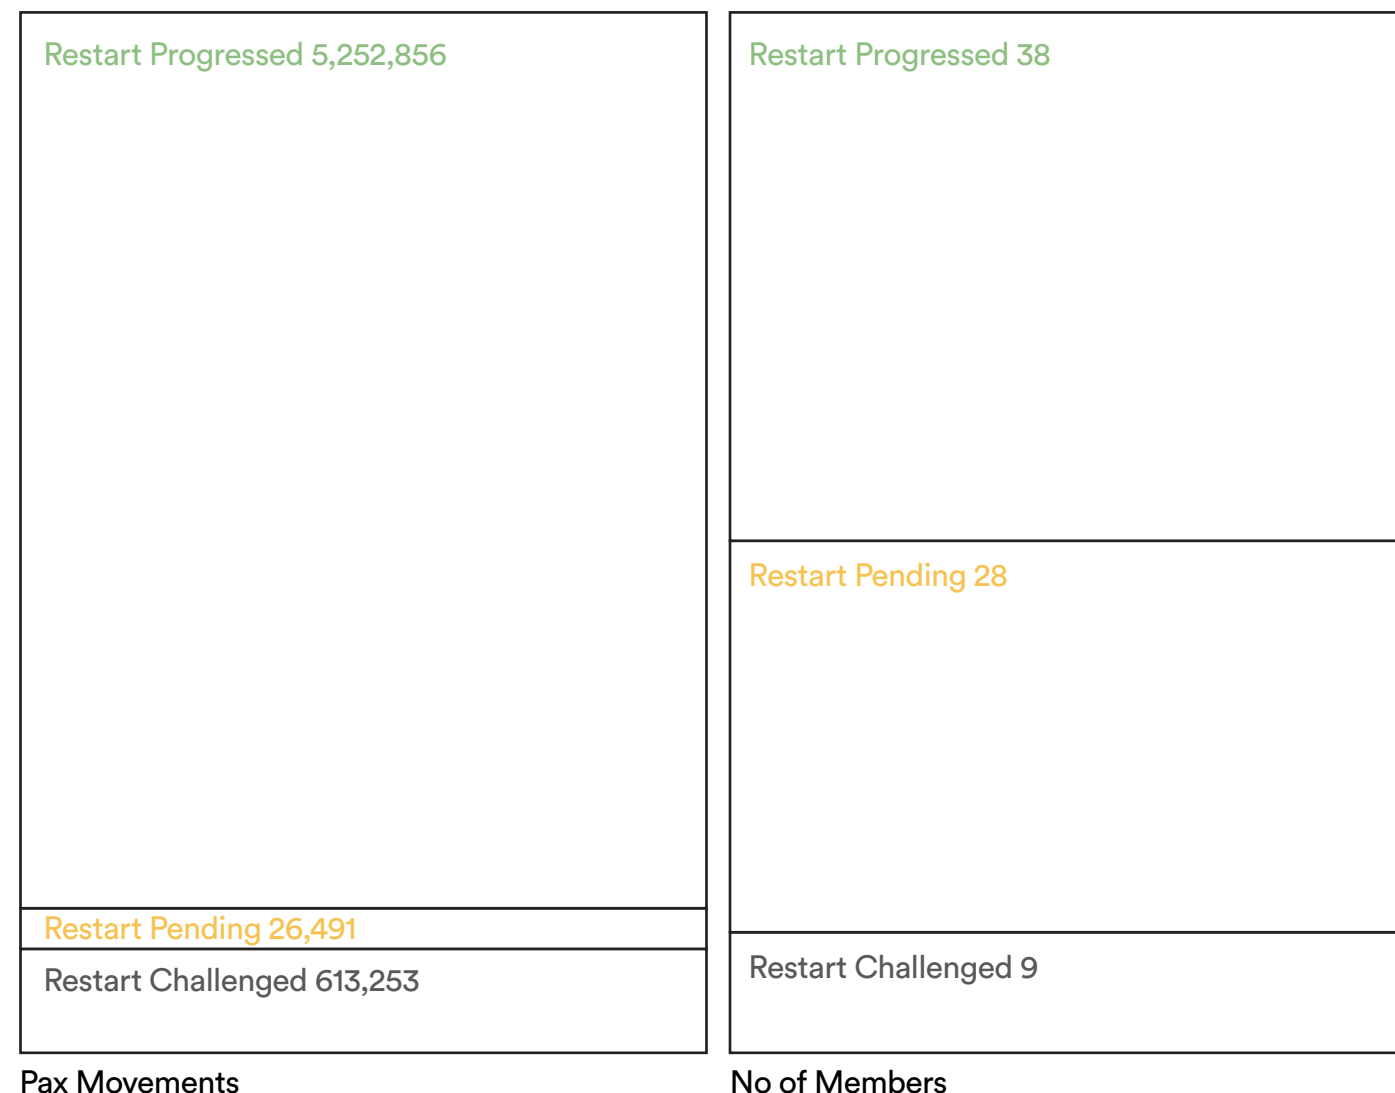 Restart Progressed 5,252,856
Restart Pending 26,491
Restart Challenged 613,253
Pax Movements
Restart Progressed 38
Restart Pending 28
Restart Challenged 9
No of Members